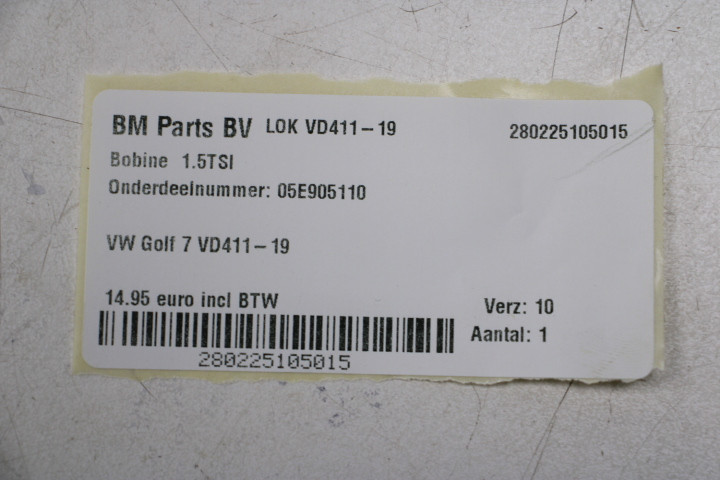 BM Parts BV LOK VD411-19 280225105015
Bobine 1.5TSI
Onderdeelnummer: 05E905110
VW Golf 7 VD411-19
14.95 euro incl BTW Verz: 10
Aantal: 1
280225105015